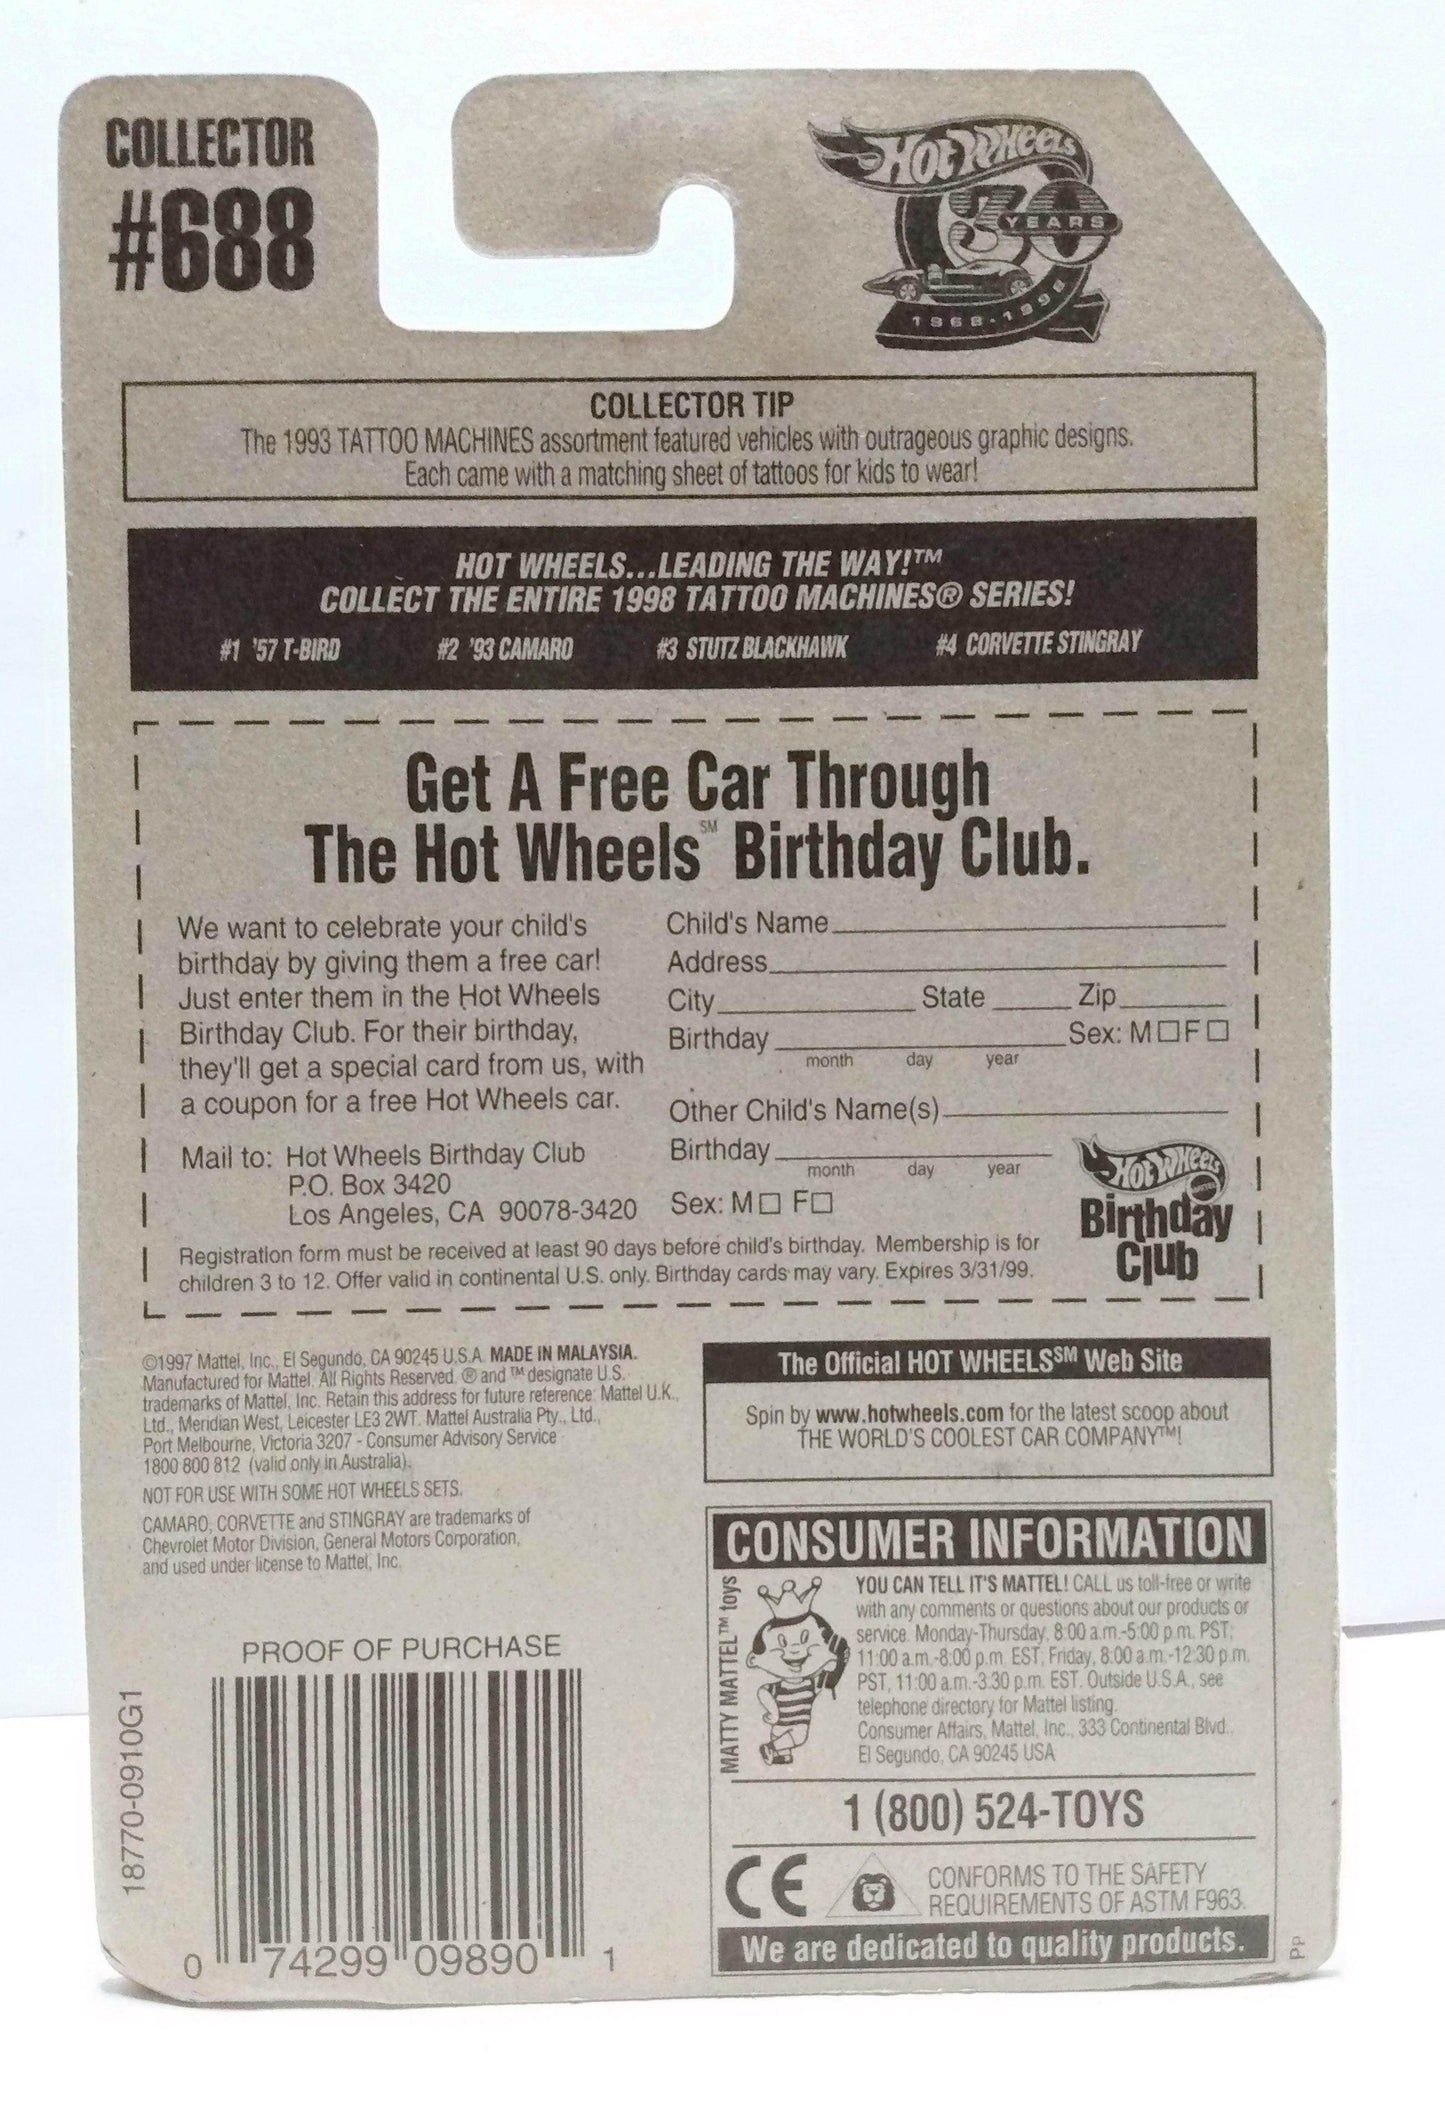 COLLECTOR
#688
Hot Wheels
30
YEARS
1968-1998
COLLECTOR TIP
The 1993 TATTOO MACHINES assortment featured vehicles with outrageous graphic designs.
Each came with a matching sheet of tattoos for kids to wear!
HOT WHEELS...LEADING THE WAY!™
COLLECT THE ENTIRE 1998 TATTOO MACHINES® SERIES!
#1 '57 T-BIRD #2 '93 CAMARO #3 STUTZ BLACKHAWK #4 CORVETTE STINGRAY
Get A Free Car Through
The Hot Wheels℠ Birthday Club.
We want to celebrate your child's
birthday by giving them a free car!
Just enter them in the Hot Wheels
Birthday Club. For their birthday,
they'll get a special card from us, with
a coupon for a free Hot Wheels car.
Mail to: Hot Wheels Birthday Club
P.O. Box 3420
Los Angeles, CA 90078-3420
Child's Name
Address
City State Zip
Birthday Sex: M☐F☐
month day year
Other Child's Name(s)
Birthday
month day year
Sex: M☐ F☐
Hot Wheels
Birthday
Club
Registration form must be received at least 90 days before child's birthday. Membership is for
children 3 to 12. Offer valid in continental U.S. only. Birthday cards may vary. Expires 3/31/99.
©1997 Mattel, Inc., El Segundo, CA 90245 U.S.A. MADE IN MALAYSIA.
Manufactured for Mattel. All Rights Reserved. ® and ™ designate U.S.
trademarks of Mattel, Inc. Retain this address for future reference: Mattel U.K.,
Ltd., Meridian West, Leicester LE3 2WT. Mattel Australia Pty., Ltd.,
Port Melbourne, Victoria 3207 - Consumer Advisory Service
1800 800 812 (valid only in Australia).
NOT FOR USE WITH SOME HOT WHEELS SETS.
CAMARO, CORVETTE and STINGRAY are trademarks of
Chevrolet Motor Division, General Motors Corporation,
and used under license to Mattel, Inc.
PROOF OF PURCHASE
18770-0910G1
0 74299 09890 1
The Official HOT WHEELS℠ Web Site
Spin by www.hotwheels.com for the latest scoop about
THE WORLD'S COOLEST CAR COMPANY™!
CONSUMER INFORMATION
MATTY MATTEL™ toys
YOU CAN TELL IT'S MATTEL! CALL us toll-free or write
with any comments or questions about our products or
service. Monday-Thursday, 8:00 a.m.-5:00 p.m. PST;
11:00 a.m.-8:00 p.m. EST; Friday, 8:00 a.m.-12:30 p.m.
PST, 11:00 a.m.-3:30 p.m. EST. Outside U.S.A., see
telephone directory for Mattel listing.
Consumer Affairs, Mattel, Inc., 333 Continental Blvd.,
El Segundo, CA 90245 USA
1 (800) 524-TOYS
CE
CONFORMS TO THE SAFETY
REQUIREMENTS OF ASTM F963.
We are dedicated to quality products.
Pp